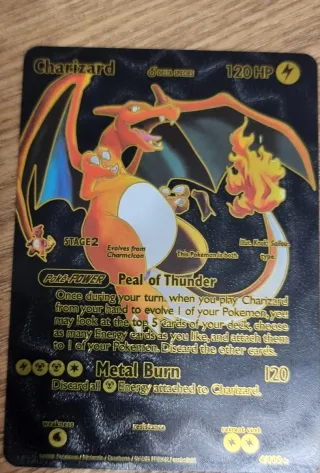 Charizard δ DELTA SPECIES 120 HP
STAGE2 Evolves from Charmeleon
This Pokémon is both type.
POKé-POWER Peal of Thunder
Once during your turn, when you play Charizard
from your hand to evolve 1 of your Pokémon, you
may look at the top 5 cards of your deck, choose
as many Energy cards as you like, and attach them
to 1 of your Pokémon. Discard the other cards.
Metal Burn 120
Discard all Energy attached to Charizard.
weakness resistance retreat cost